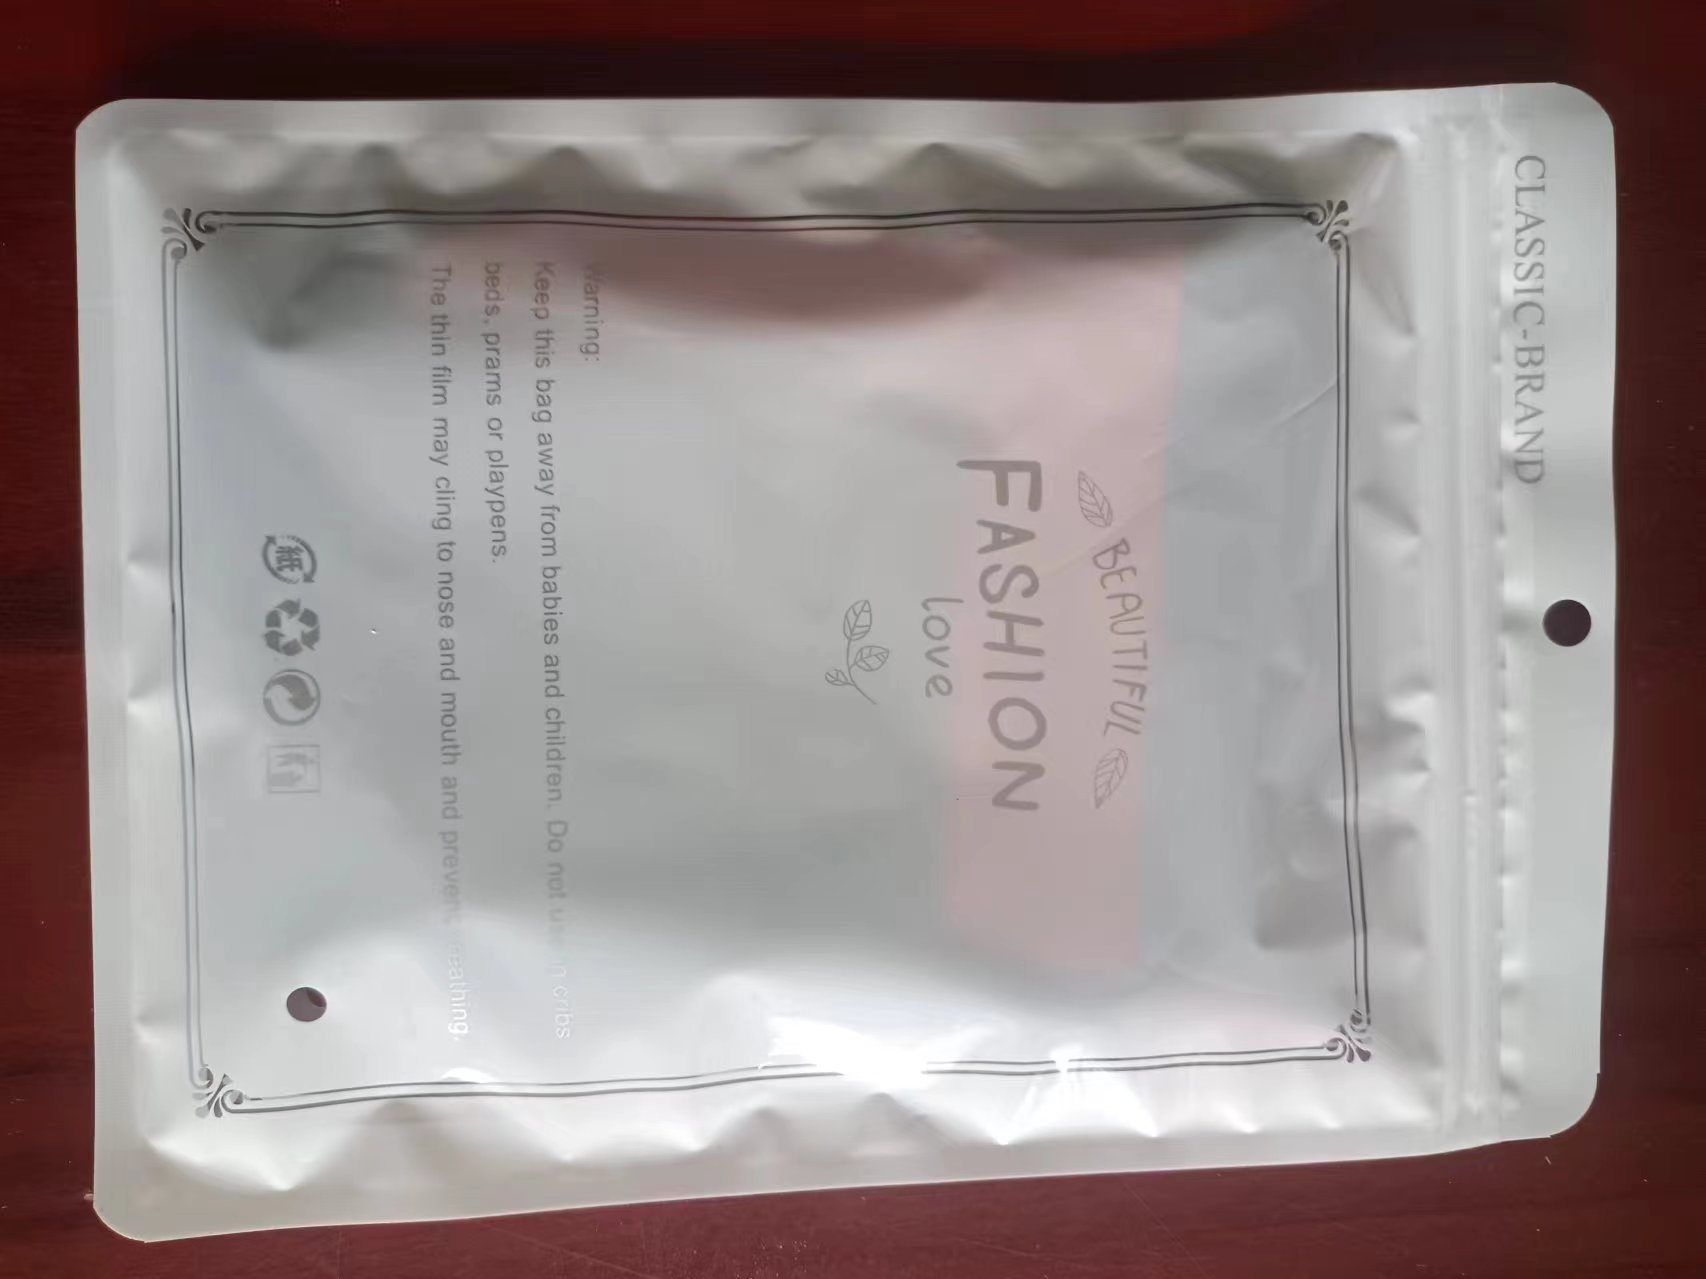 CLASSIC-BRAND
BEAUTIFUL
FASHION
love
Warning:
Keep this bag away from babies and children. Do not use in cribs
beds, prams or playpens.
The thin film may cling to nose and mouth and prevent breathing.
紙